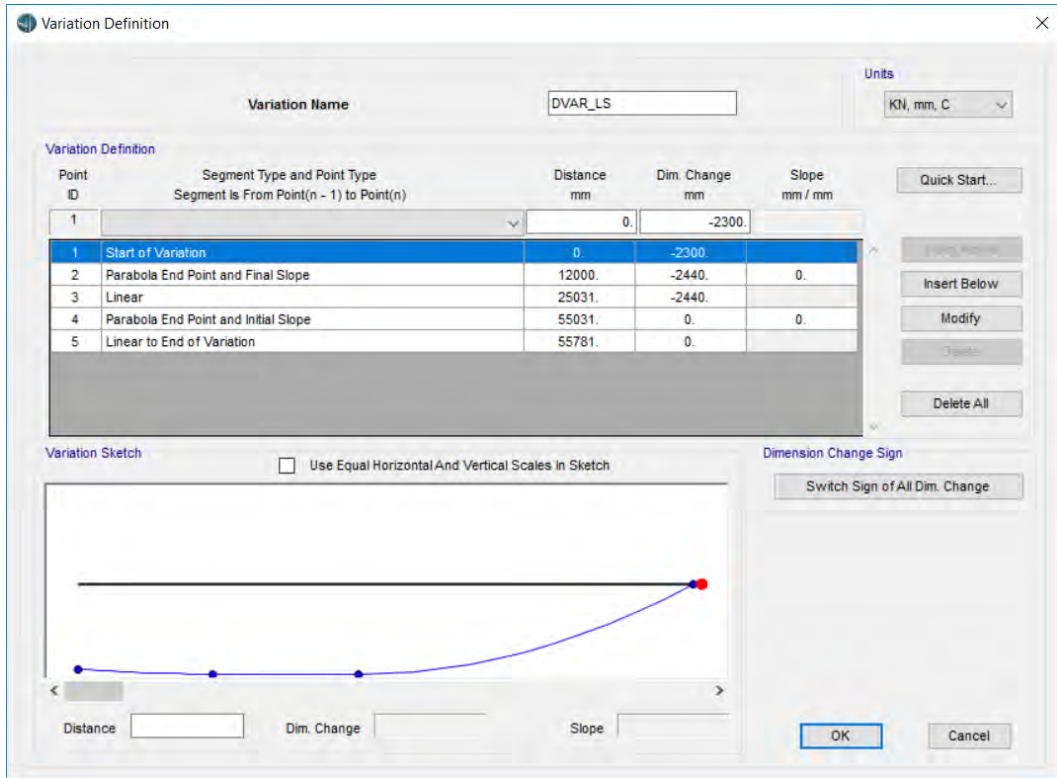 Variation Definition
Units
Variation Name DVAR_LS KN, mm, C
Variation Definition
Point Segment Type and Point Type Distance Dim. Change Slope
ID Segment Is From Point(n - 1) to Point(n) mm mm mm / mm
Quick Start...
1 0. -2300.
1 Start of Variation 0. -2300.
2 Parabola End Point and Final Slope 12000. -2440. 0.
Insert Below
3 Linear 25031. -2440.
4 Parabola End Point and Initial Slope 55031. 0. 0.
Modify
5 Linear to End of Variation 55781. 0.
Delete All
Variation Sketch
Use Equal Horizontal And Vertical Scales in Sketch
Dimension Change Sign
Switch Sign of All Dim. Change
Distance Dim. Change Slope
OK Cancel